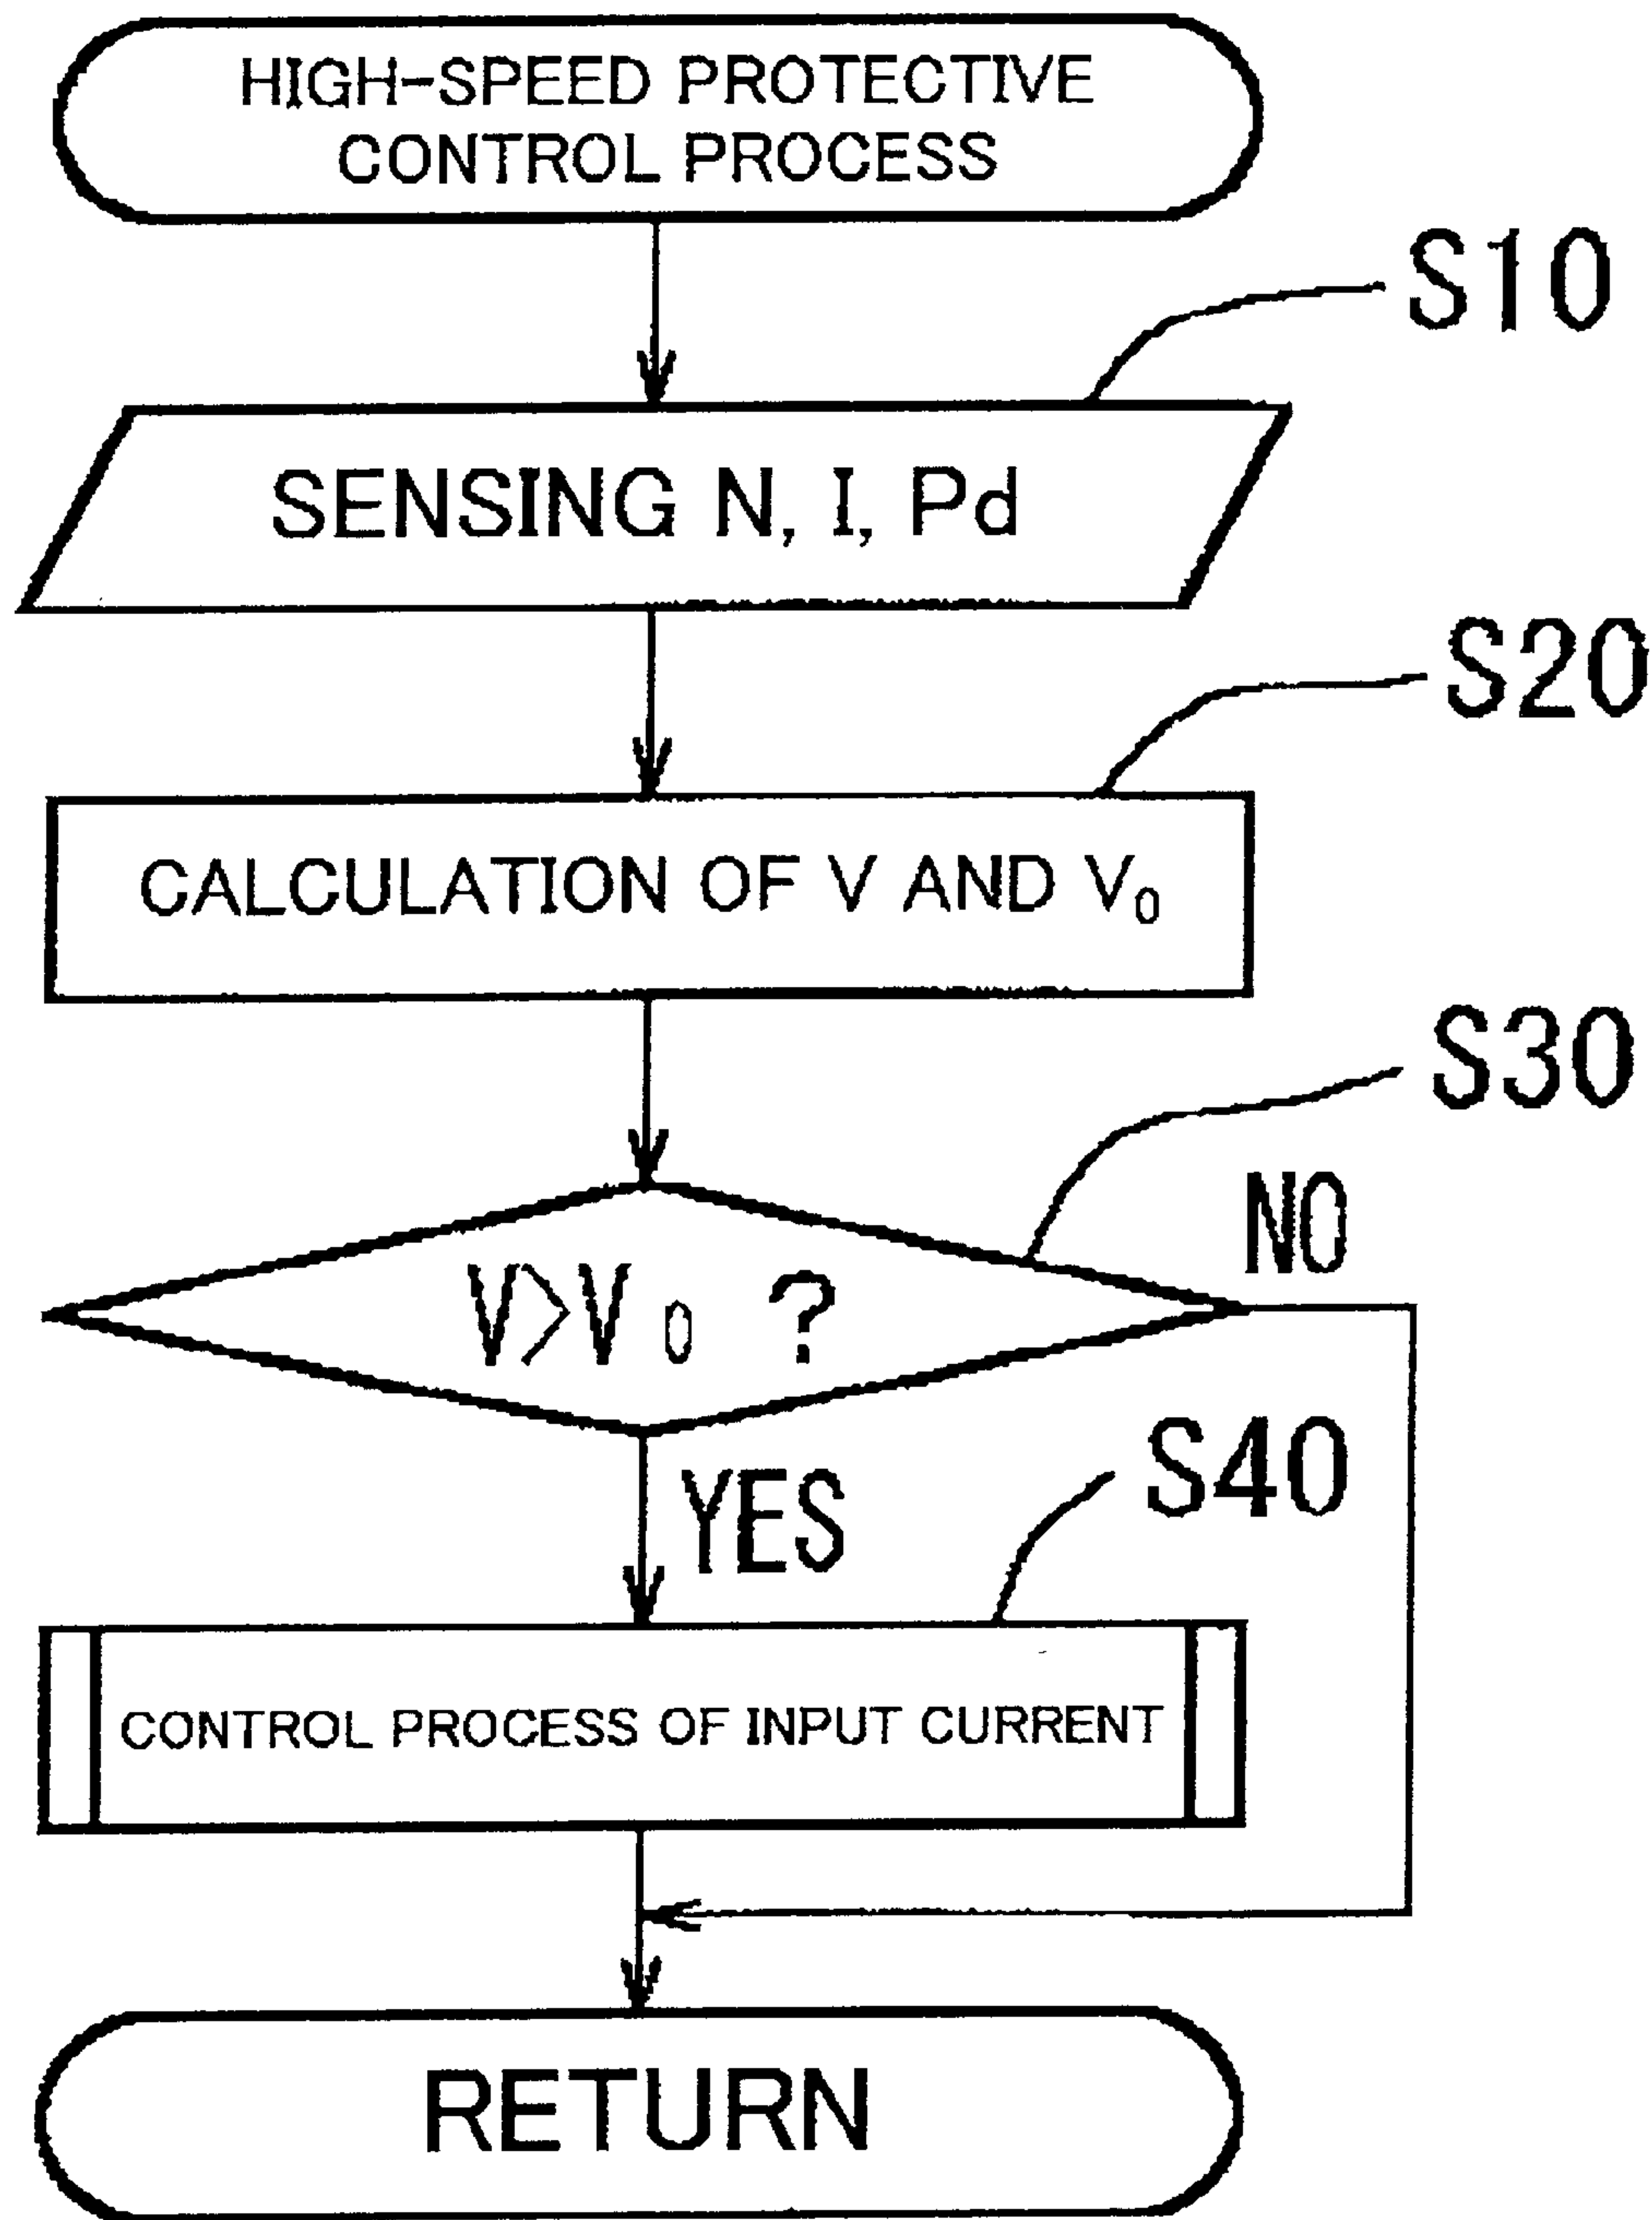 HIGH-SPEED PROTECTIVE
CONTROL PROCESS
S10
SENSING N, I, Pd
S20
CALCULATION OF V AND V₀
S30
NO
V>V₀ ?
S40
YES
CONTROL PROCESS OF INPUT CURRENT
RETURN